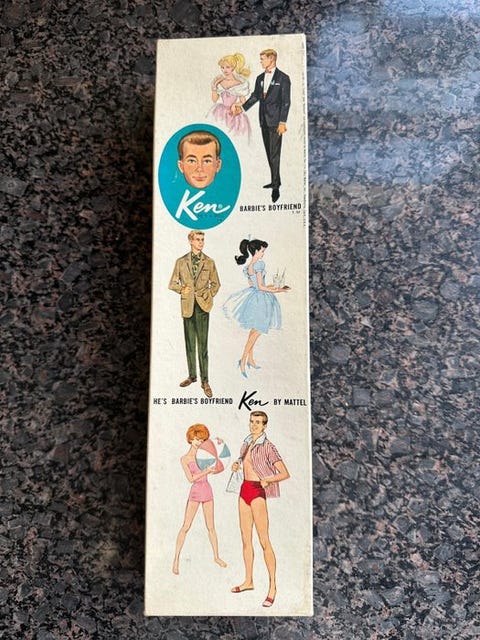 Ken®
BARBIE'S BOYFRIEND
T.M.
HE'S BARBIE'S BOYFRIEND Ken BY MATTEL